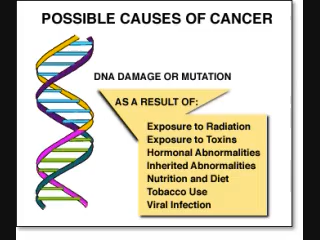 POSSIBLE CAUSES OF CANCER
DNA DAMAGE OR MUTATION
AS A RESULT OF:
Exposure to Radiation
Exposure to Toxins
Hormonal Abnormalities
Inherited Abnormalities
Nutrition and Diet
Tobacco Use
Viral Infection